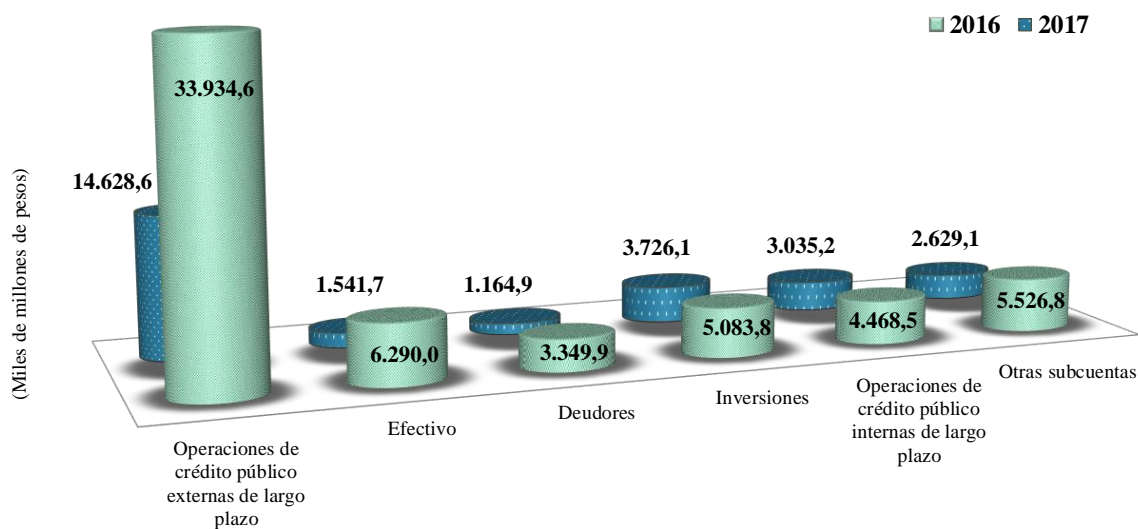 2016 2017
33.934,6
14.628,6
1.541,7
6.290,0
1.164,9
3.349,9
3.726,1
5.083,8
3.035,2
4.468,5
2.629,1
5.526,8
(Miles de millones de pesos)
Operaciones de
crédito público
externas de largo
plazo
Efectivo
Deudores
Inversiones
Operaciones de
crédito público
internas de largo
plazo
Otras subcuentas